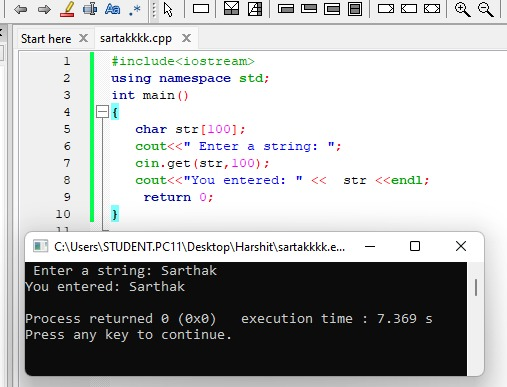 Aa .*
Start here X sartakkkk.cpp X
1 #include<iostream>
2 using namespace std;
3 int main()
4 {
5 char str[100];
6 cout<<" Enter a string: ";
7 cin.get(str,100);
8 cout<<"You entered: " << str <<endl;
9 return 0;
10 }
11
C:\Users\STUDENT.PC11\Desktop\Harshit\sartakkkk.e...
Enter a string: Sarthak
You entered: Sarthak
Process returned 0 (0x0) execution time : 7.369 s
Press any key to continue.